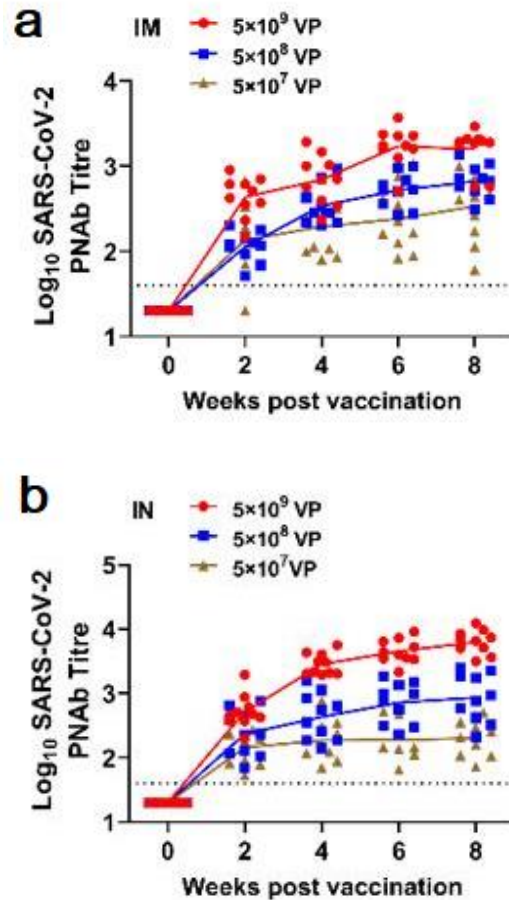 a
IM
5×10⁹ VP
5×10⁸ VP
5×10⁷ VP
Log₁₀ SARS-CoV-2
PNAb Titre
4
3
2
1
0 2 4 6 8
Weeks post vaccination
b
IN
5×10⁹ VP
5×10⁸ VP
5×10⁷VP
Log₁₀ SARS-CoV-2
PNAb Titre
5
4
3
2
1
0 2 4 6 8
Weeks post vaccination